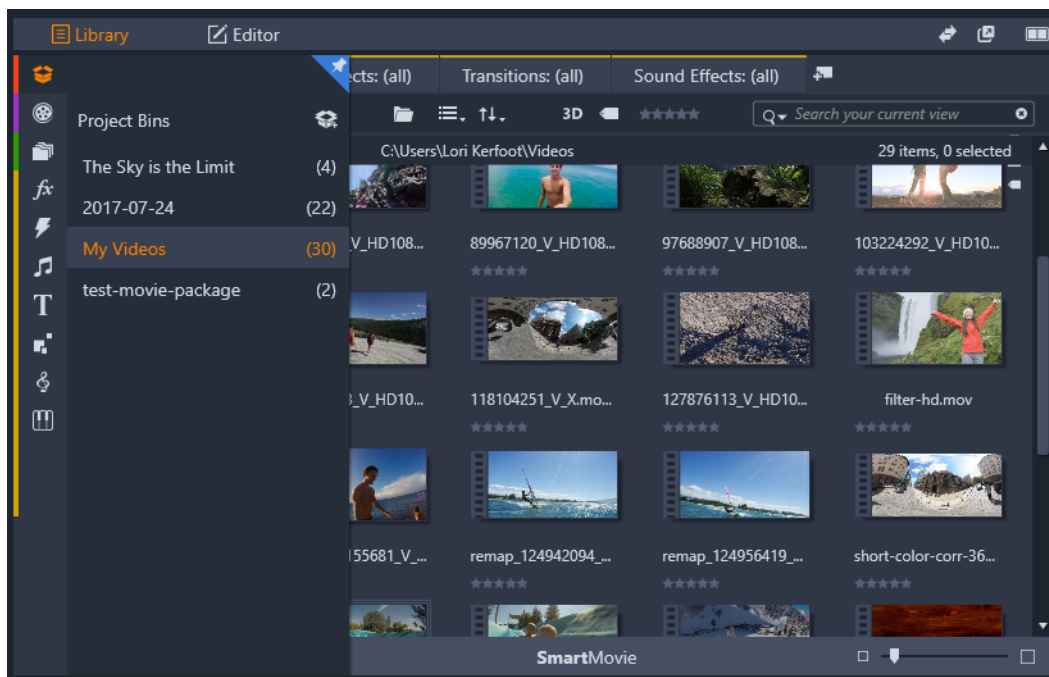 Library Editor
ects: (all) Transitions: (all) Sound Effects: (all)
3D Search your current view
Project Bins
C:\Users\Lori Kerfoot\Videos 29 items, 0 selected
The Sky is the Limit (4)
2017-07-24 (22)
My Videos (30)
test-movie-package (2)
fx
T
_V_HD108... 89967120_V_HD108... 97688907_V_HD108... 103224292_V_HD10...
_V_HD10... 118104251_V_X.mo... 127876113_V_HD10... filter-hd.mov
155681_V_... remap_124942094_... remap_124956419_... short-color-corr-36...
SmartMovie